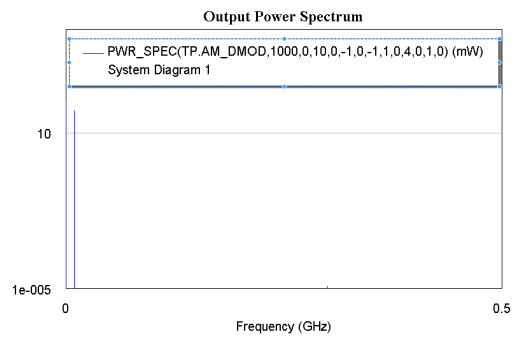 Output Power Spectrum
PWR_SPEC(TP.AM_DMOD,1000,0,10,0,-1,0,-1,1,0,4,0,1,0) (mW)
System Diagram 1
10
1e-005
0
0.5
Frequency (GHz)